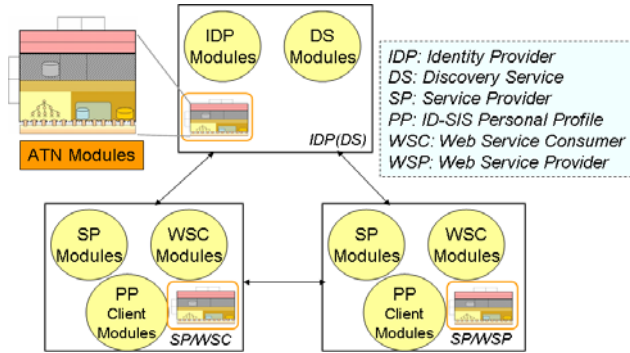 IDP
Modules
DS
Modules
IDP(DS)
ATN Modules
IDP: Identity Provider
DS: Discovery Service
SP: Service Provider
PP: ID-SIS Personal Profile
WSC: Web Service Consumer
WSP: Web Service Provider
SP
Modules
WSC
Modules
PP
Client
Modules
SP/WSC
SP
Modules
WSC
Modules
PP
Client
Modules
SP/WSP